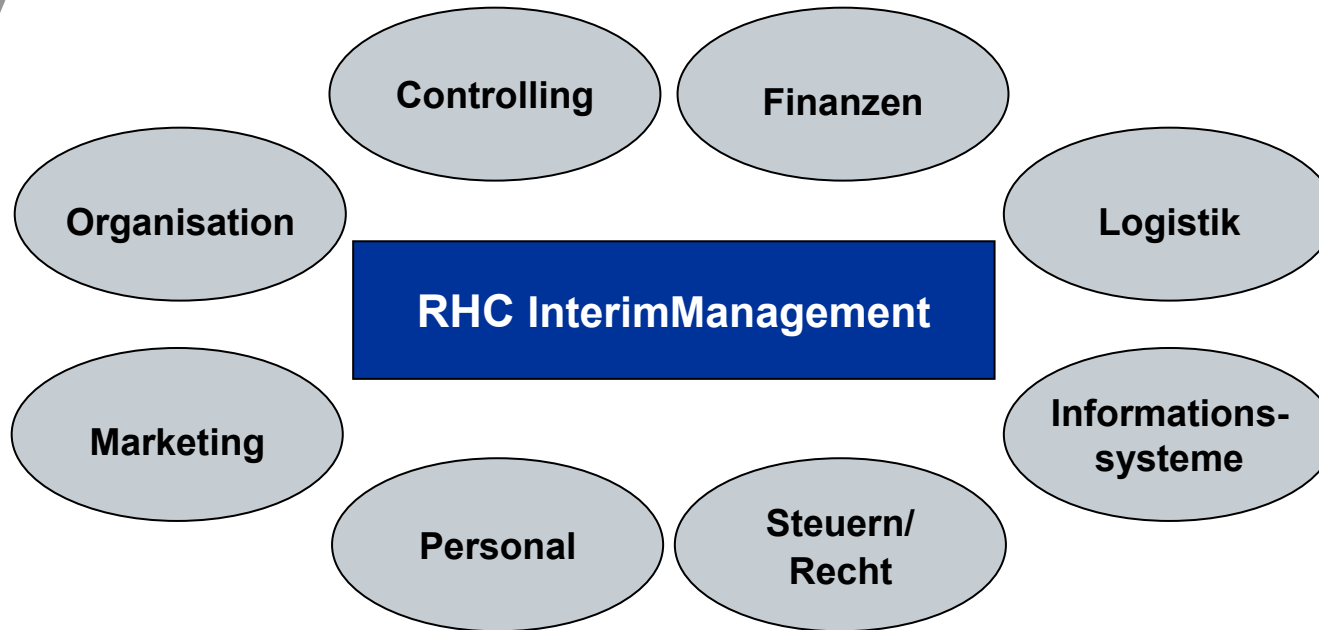 Controlling
Finanzen
Organisation
Logistik
RHC InterimManagement
Marketing
Informations-
systeme
Personal
Steuern/
Recht